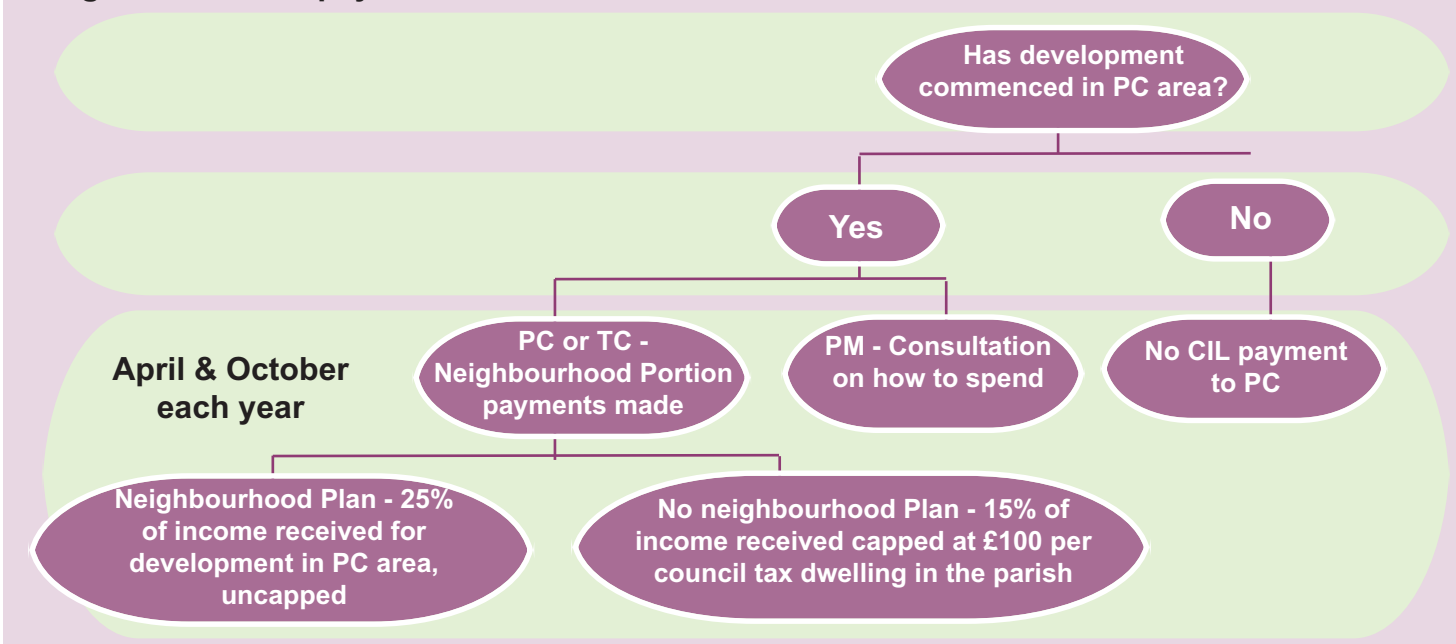 Has development
commenced in PC area?
Yes
No
April & October
each year
PC or TC -
Neighbourhood Portion
payments made
PM - Consultation
on how to spend
No CIL payment
to PC
Neighbourhood Plan - 25%
of income received for
development in PC area,
uncapped
No neighbourhood Plan - 15% of
income received capped at £100 per
council tax dwelling in the parish